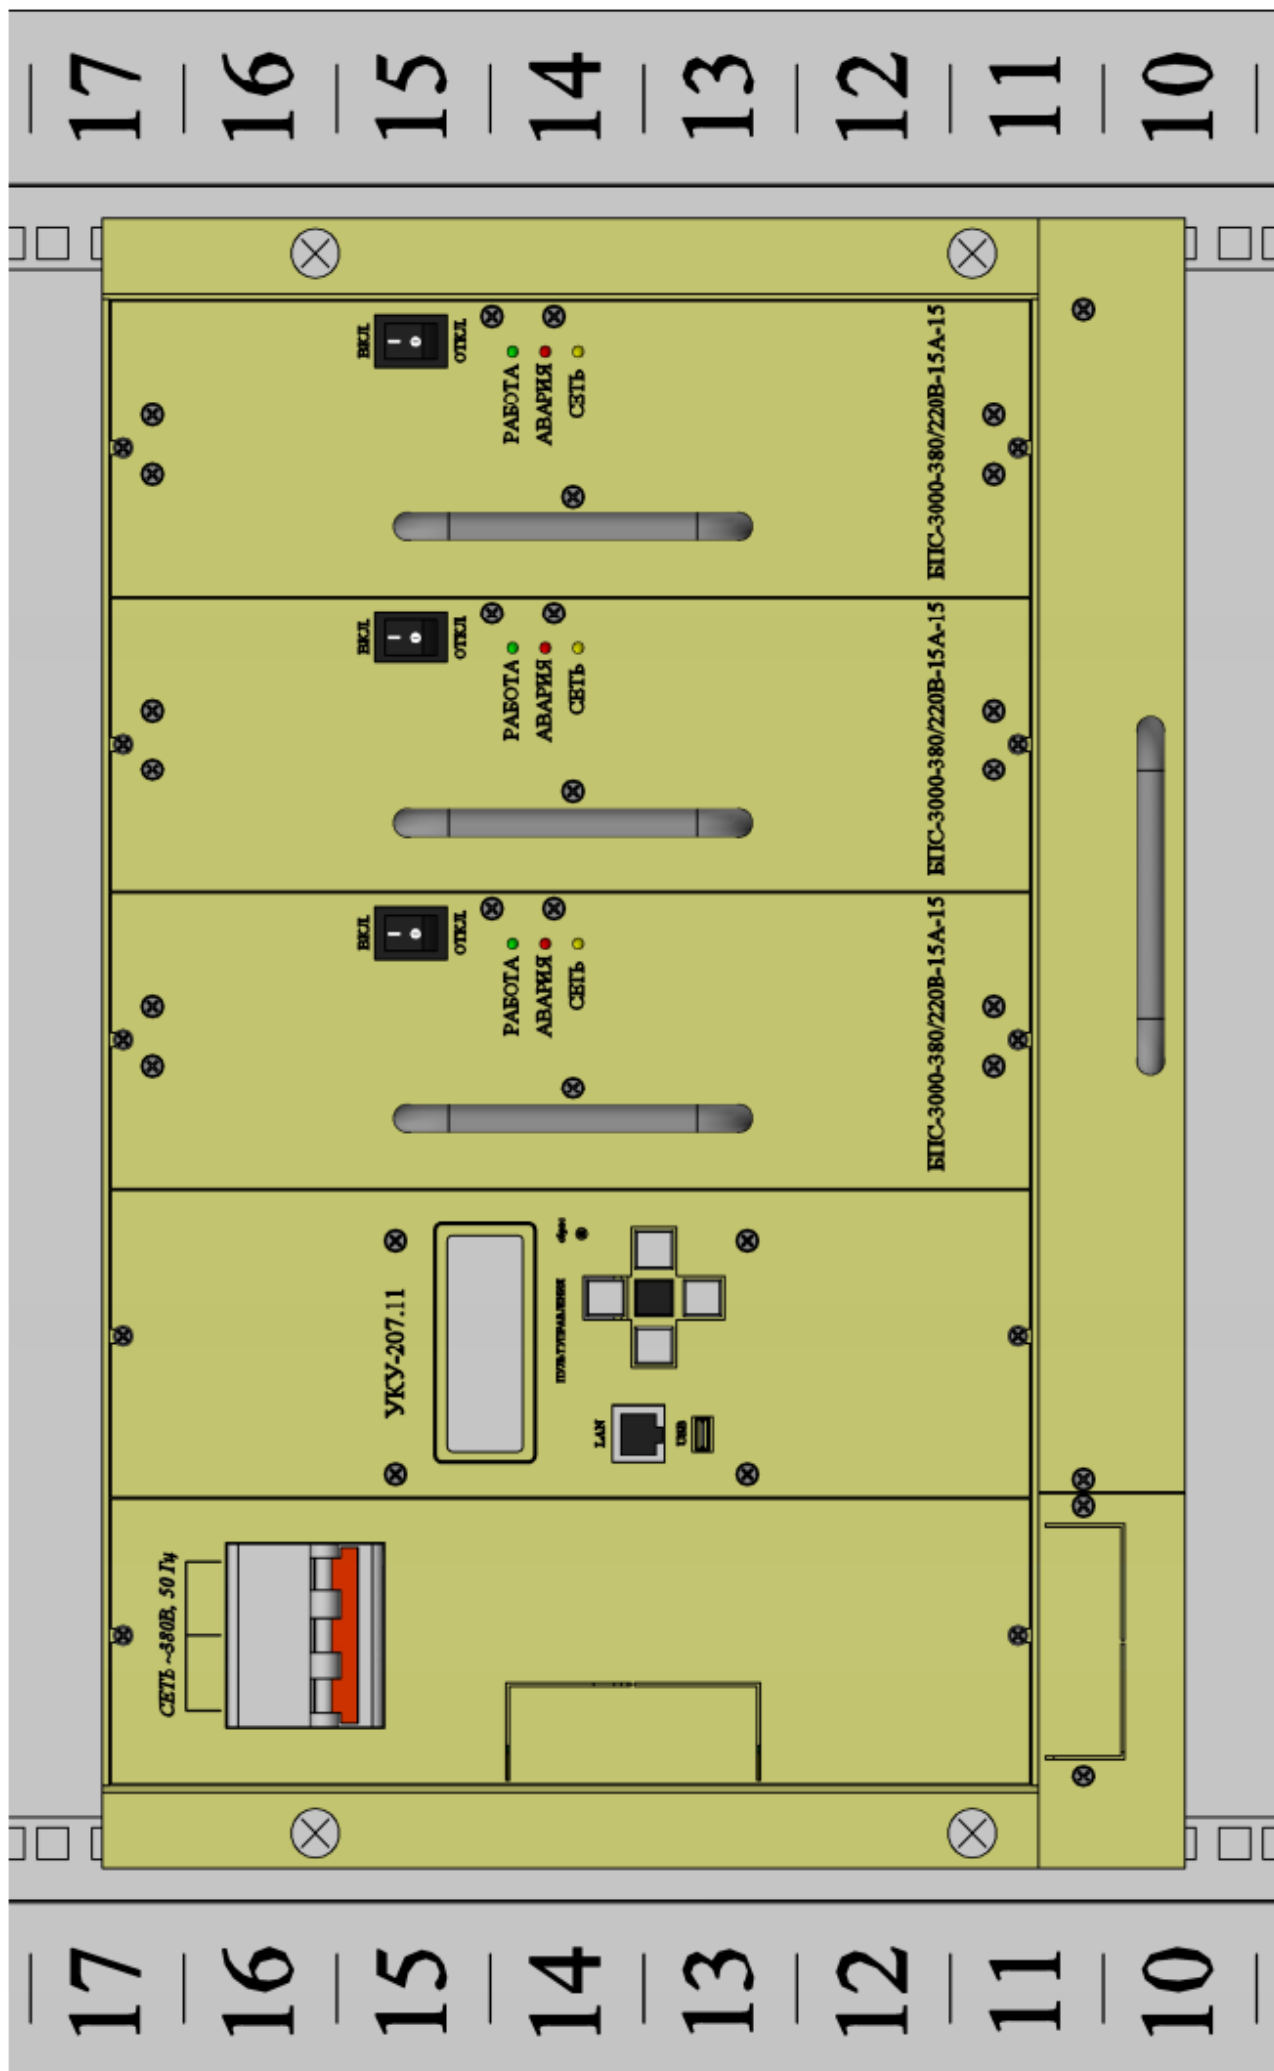 17
16
15
14
13
12
11
10
СЕТЬ ~380В, 50 Гц
УКУ-207.11
ПУЛЬТ УПРАВЛЕНИЯ
сброс
LAN
USB
ВКЛ.
ОТКЛ.
РАБОТА
АВАРИЯ
СЕТЬ
БПС-3000-380/220В-15А-15
ВКЛ.
ОТКЛ.
РАБОТА
АВАРИЯ
СЕТЬ
БПС-3000-380/220В-15А-15
ВКЛ.
ОТКЛ.
РАБОТА
АВАРИЯ
СЕТЬ
БПС-3000-380/220В-15А-15
17
16
15
14
13
12
11
10